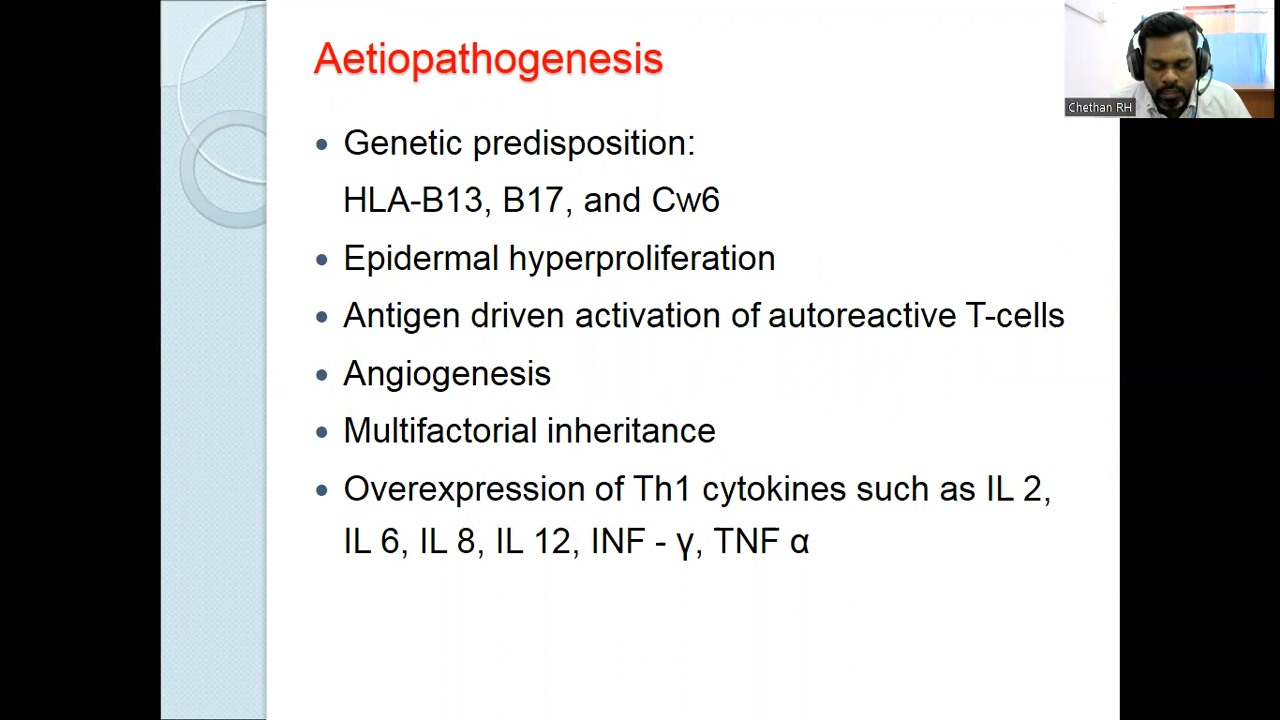 Aetiopathogenesis
Chethan RH
• Genetic predisposition:
HLA-B13, B17, and Cw6
• Epidermal hyperproliferation
• Antigen driven activation of autoreactive T-cells
• Angiogenesis
• Multifactorial inheritance
• Overexpression of Th1 cytokines such as IL 2,
IL 6, IL 8, IL 12, INF - γ, TNF α